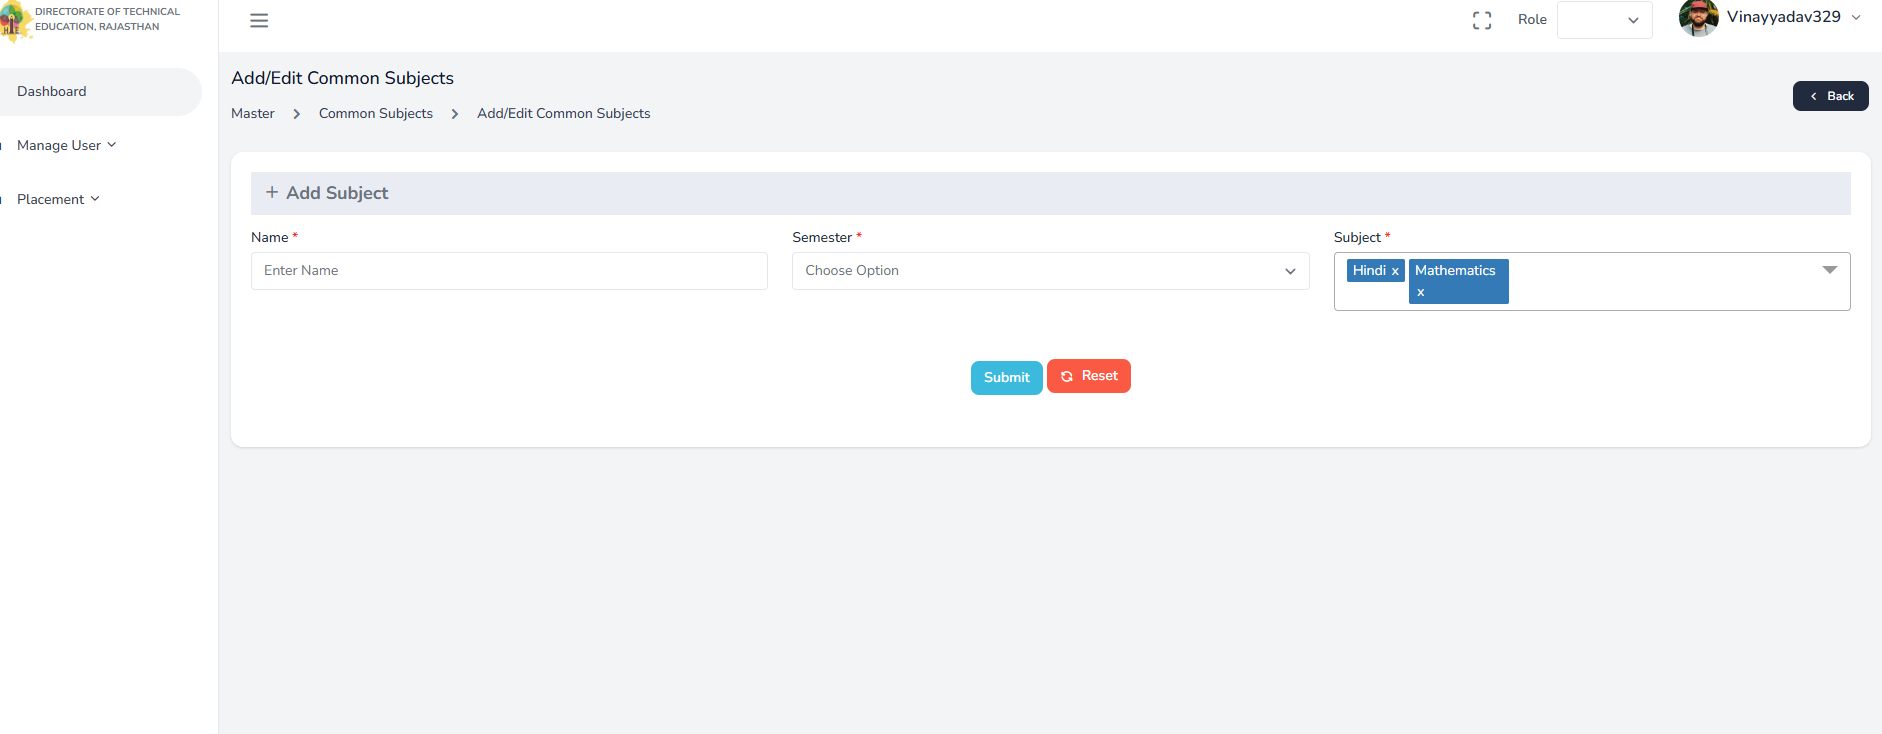 DIRECTORATE OF TECHNICAL
EDUCATION, RAJASTHAN
Role
Vinayyadav329
Dashboard
Manage User
Placement
Add/Edit Common Subjects
Master > Common Subjects > Add/Edit Common Subjects
< Back
+ Add Subject
Name *
Enter Name
Semester *
Choose Option
Subject *
Hindi x
Mathematics
x
Submit
Reset